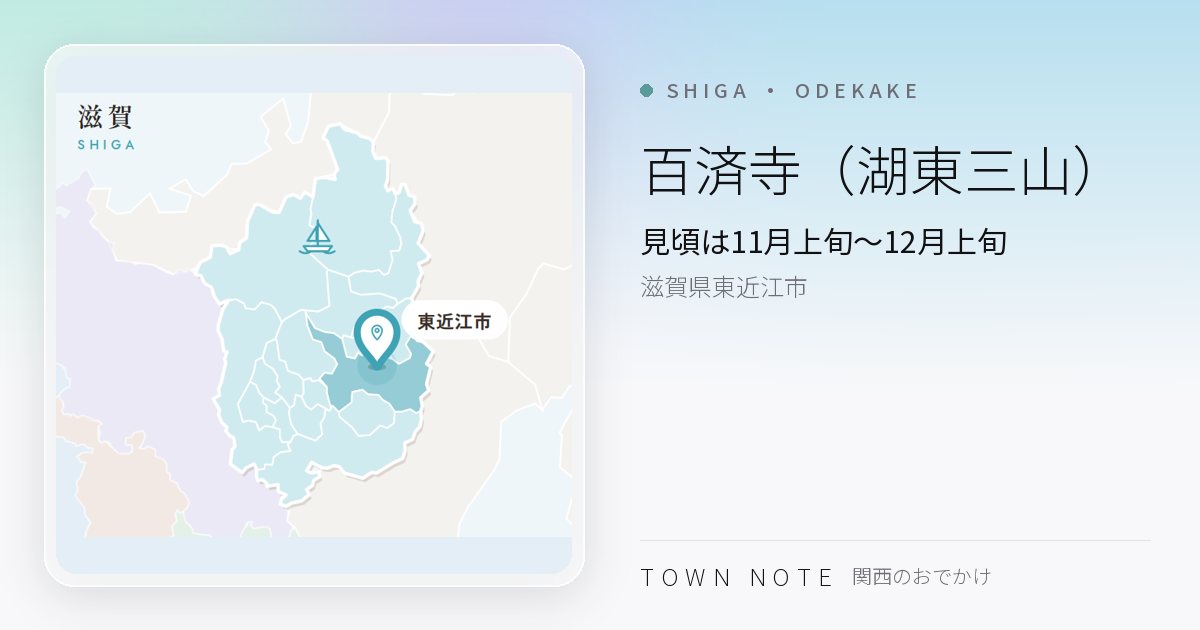 滋賀
SHIGA
東近江市
SHIGA • ODEKAKE
百済寺（湖東三山）
見頃は11月上旬〜12月上旬
滋賀県東近江市
TOWN NOTE 関西のおでかけ